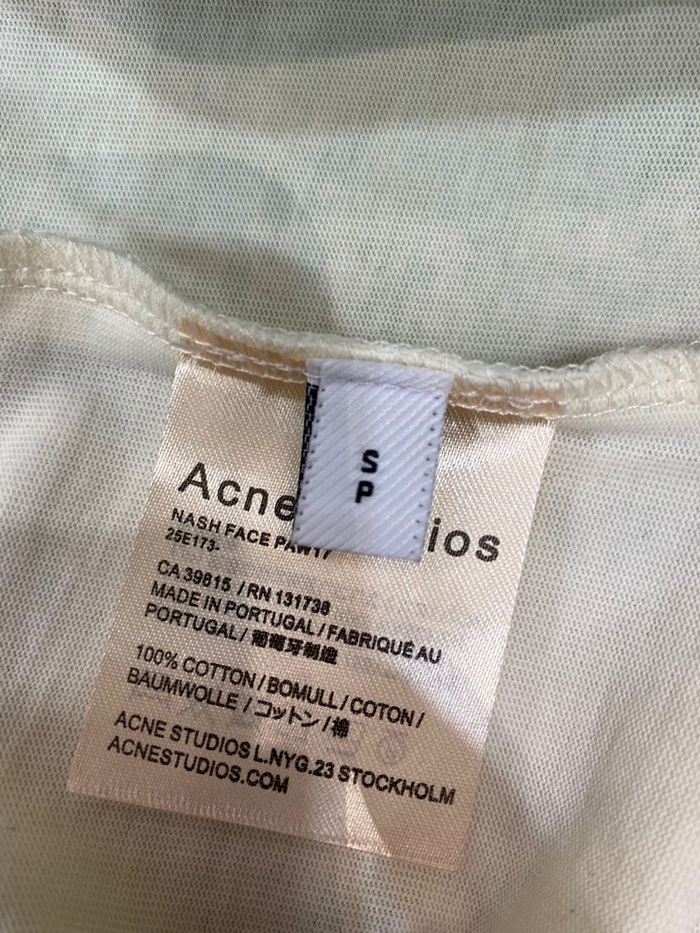 S
P
Acne
ios
NASH FACE PAW17
25E173-
CA 39815 / RN 131738
MADE IN PORTUGAL / FABRIQUÉ AU
PORTUGAL / 葡萄牙制造
100% COTTON / BOMULL / COTON /
BAUMWOLLE / コットン / 棉
ACNE STUDIOS L.NYG.23 STOCKHOLM
ACNESTUDIOS.COM